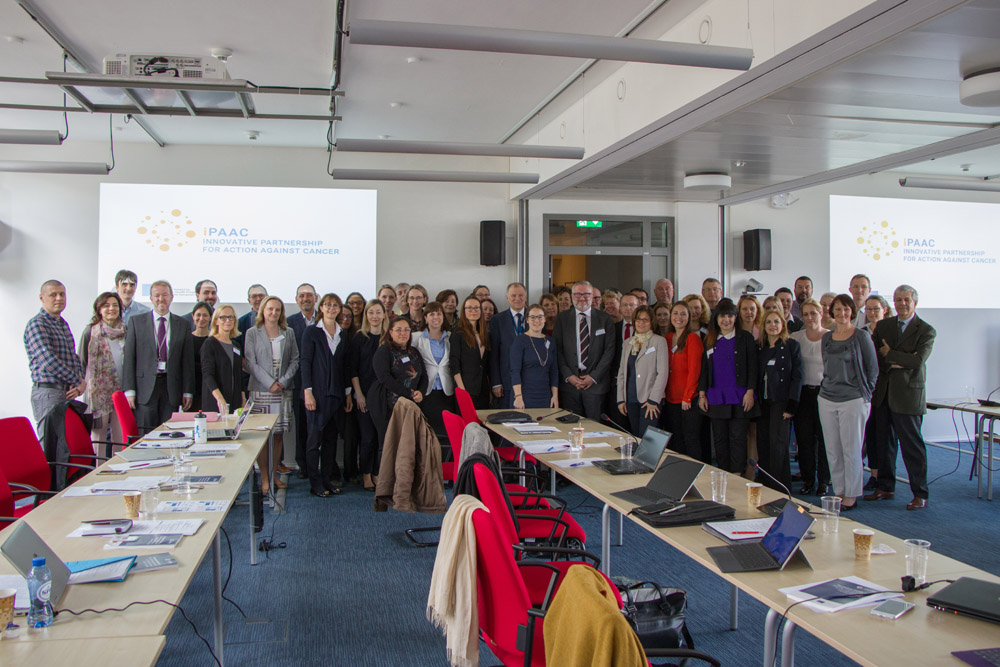 iPAAC
INNOVATIVE PARTNERSHIP
FOR ACTION AGAINST CANCER
iPAAC
INNOVATIVE PARTNERSHIP
FOR ACTION AGAINST CANCER